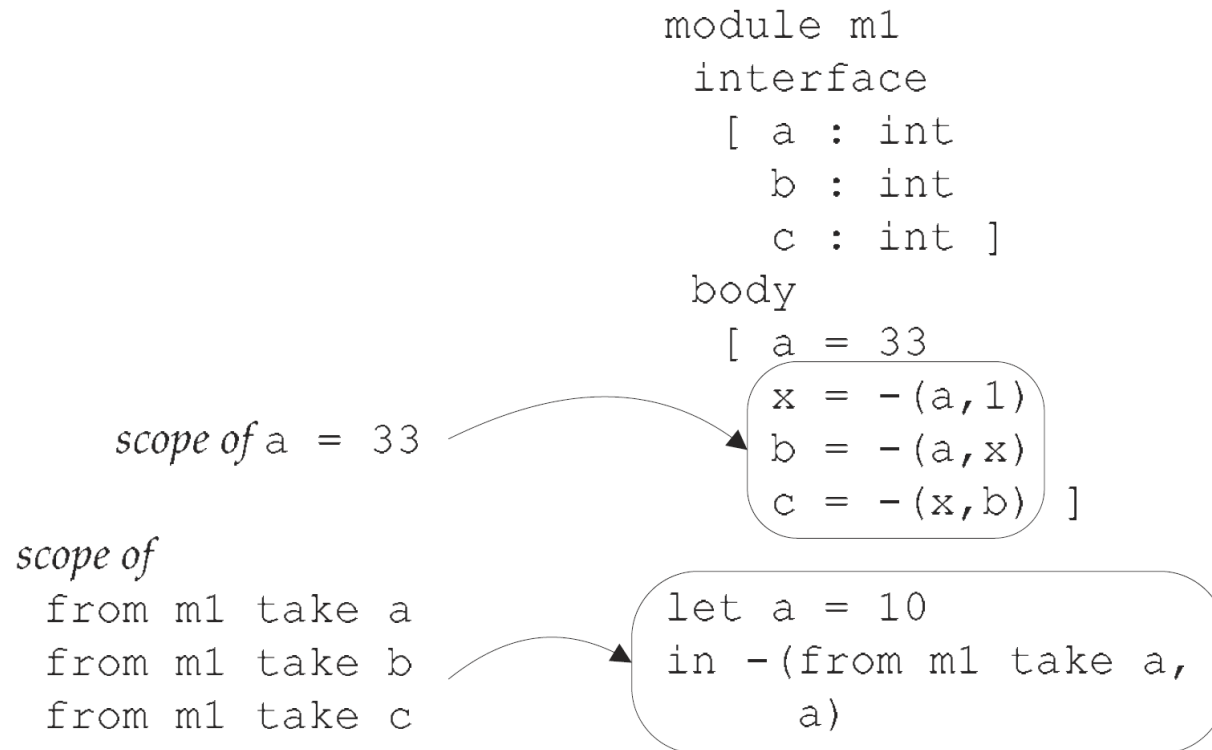 module m1
interface
[ a : int
b : int
c : int ]
body
[ a = 33
x = -(a,1)
scope of a = 33
b = -(a,x)
c = -(x,b) ]
scope of
from m1 take a
from m1 take b
from m1 take c
let a = 10
in -(from m1 take a,
a)